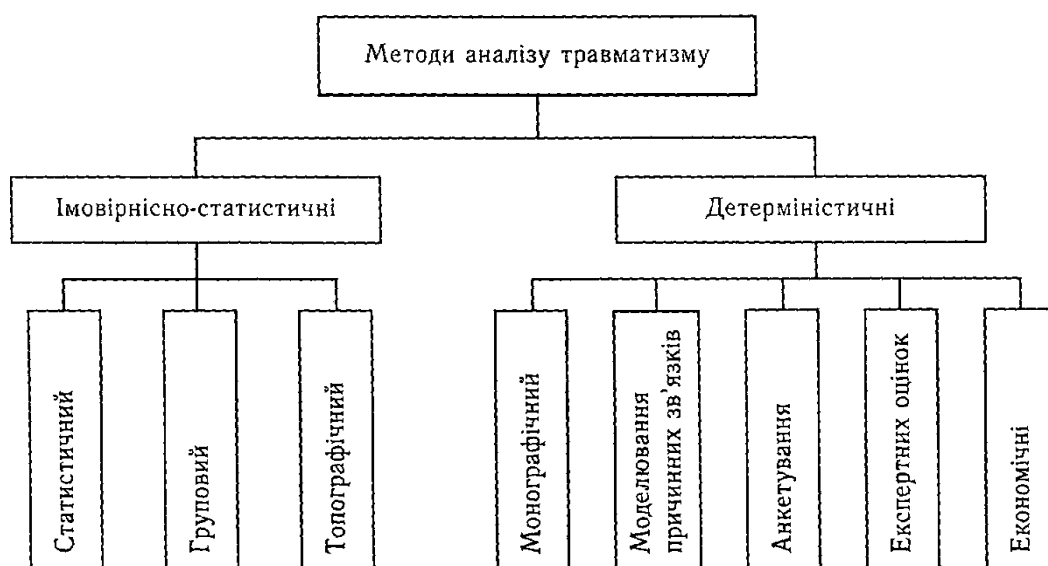 Методи аналізу травматизму
Імовірнісно-статистичні
Детерміністичні
Статистичний
Груповий
Топографічний
Монографічний
Моделювання
причинних зв'язків
Анкетування
Експертних оцінок
Економічні